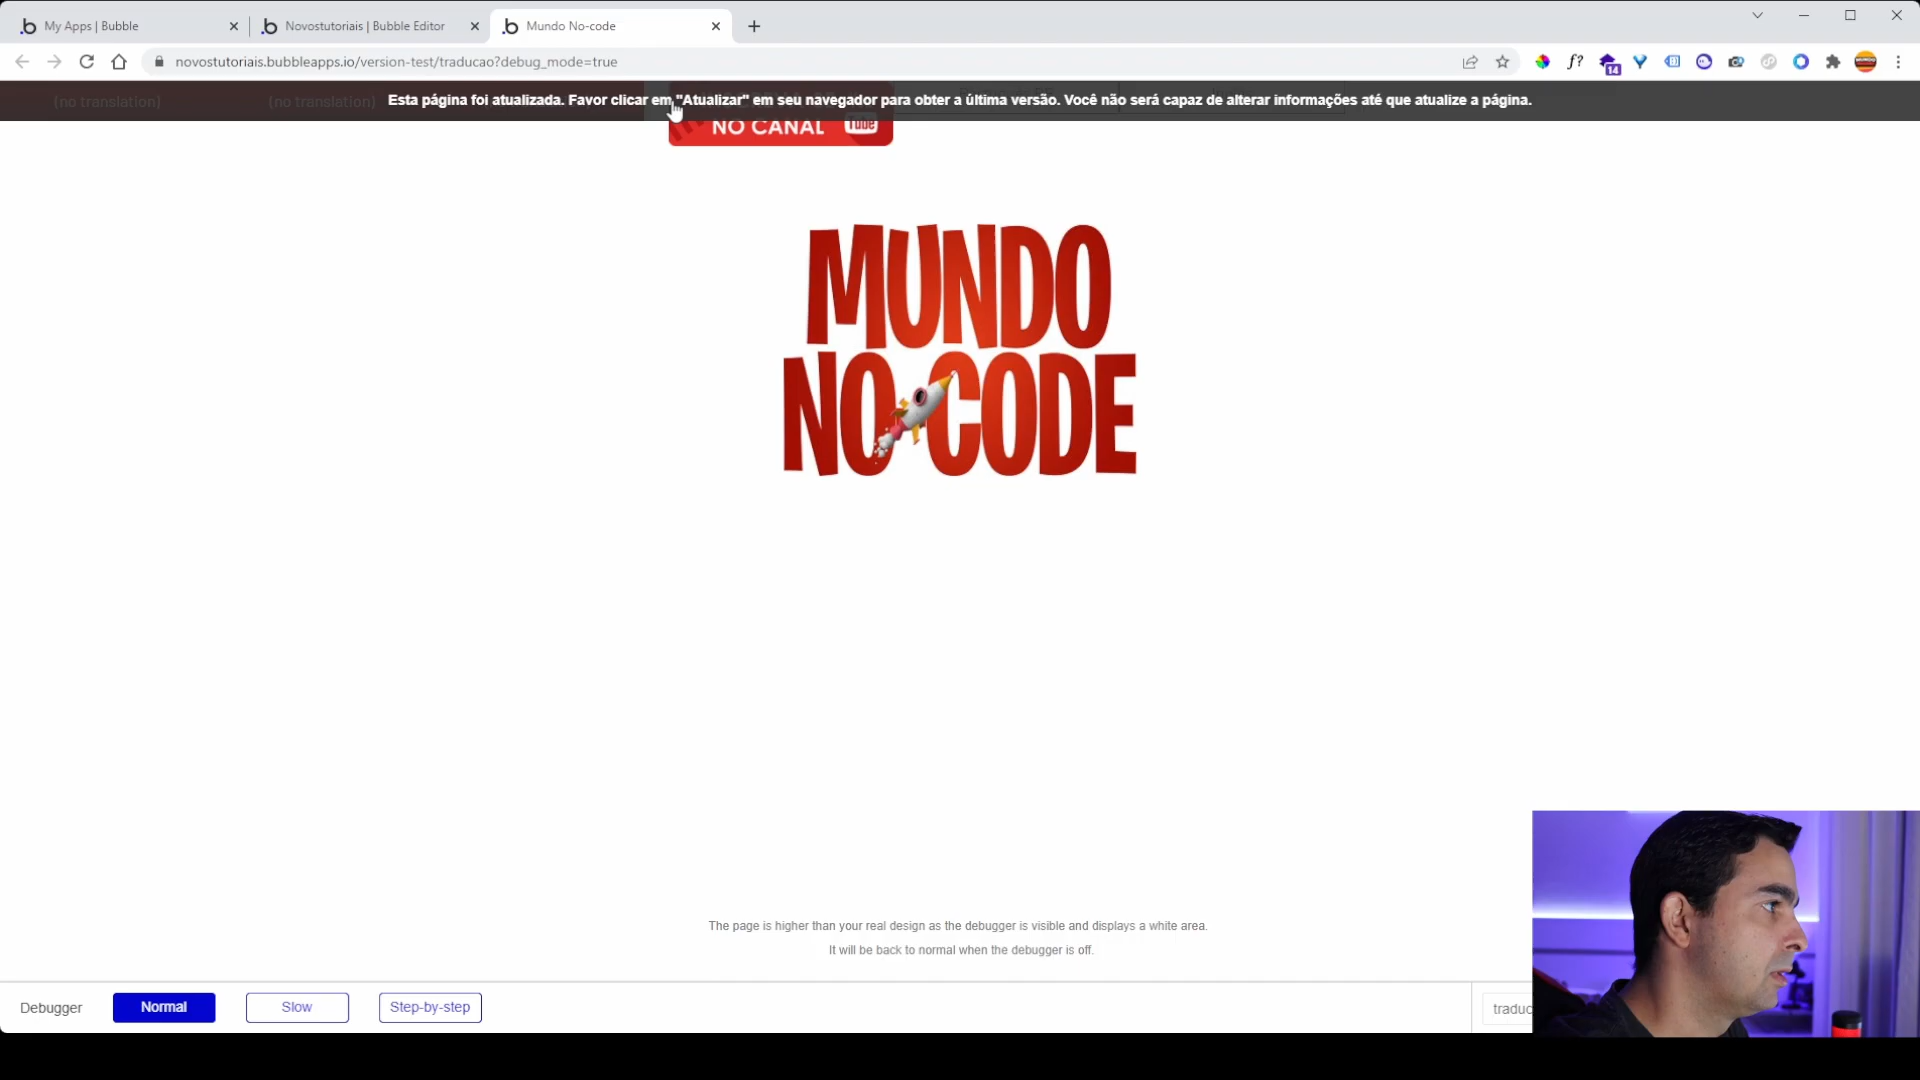 My Apps | Bubble
Novostutoriais | Bubble Editor
Mundo No-code
novostutoriais.bubbleapps.io/version-test/traducao?debug_mode=true
14
(no translation)
(no translation)
Esta página foi atualizada. Favor clicar em "Atualizar" em seu navegador para obter a última versão. Você não será capaz de alterar informações até que atualize a página.
NO CANAL
Tube
MUNDO
NO CODE
The page is higher than your real design as the debugger is visible and displays a white area.
It will be back to normal when the debugger is off.
Debugger
Normal
Slow
Step-by-step
traduc